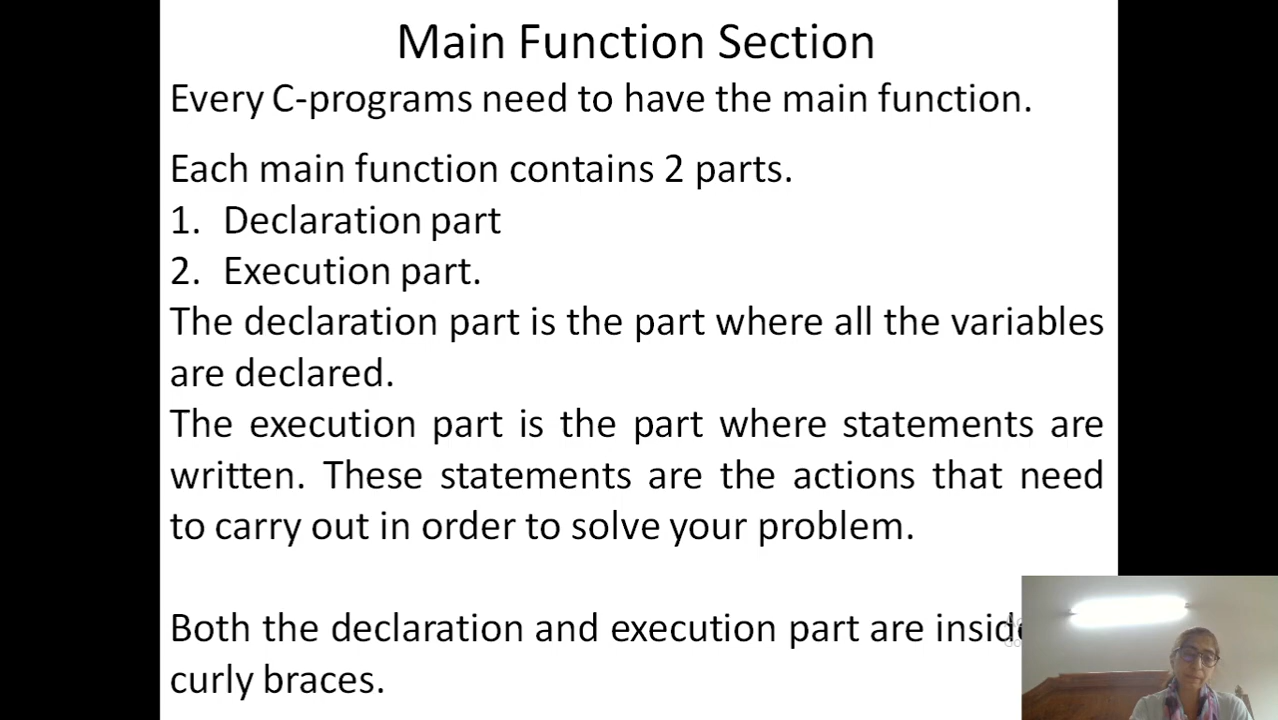 Main Function Section
Every C-programs need to have the main function.
Each main function contains 2 parts.
1. Declaration part
2. Execution part.
The declaration part is the part where all the variables
are declared.
The execution part is the part where statements are
written. These statements are the actions that need
to carry out in order to solve your problem.
Both the declaration and execution part are inside
curly braces.